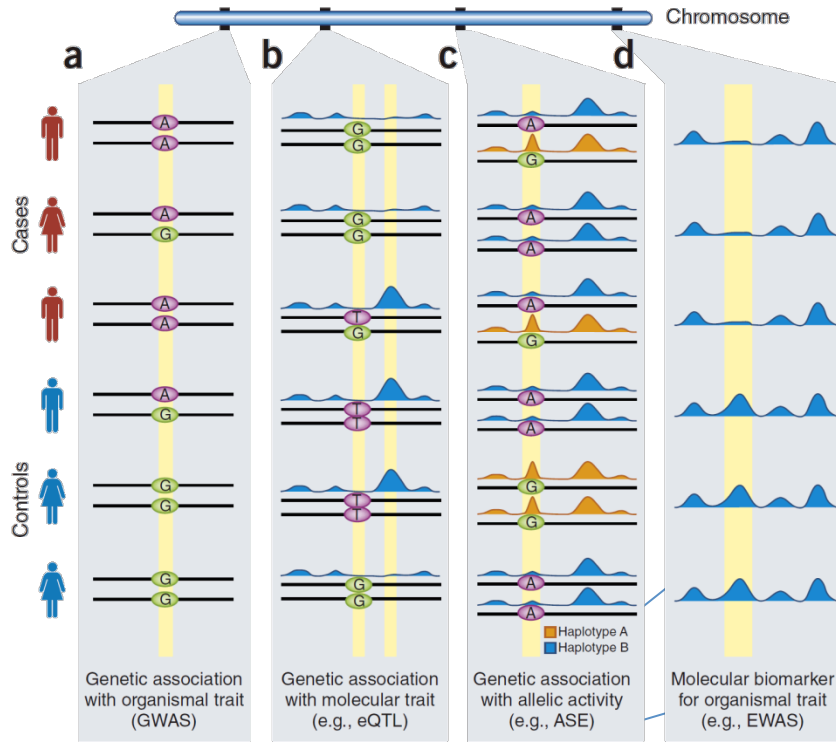 Chromosome
a
b
c
d
Cases
Controls
A
A
A
G
A
A
A
G
G
G
G
G
G
G
G
G
T
G
T
T
T
T
G
G
A
G
A
A
A
G
A
A
G
G
A
A
Haplotype A
Haplotype B
Genetic association
with organismal trait
(GWAS)
Genetic association
with molecular trait
(e.g., eQTL)
Genetic association
with allelic activity
(e.g., ASE)
Molecular biomarker
for organismal trait
(e.g., EWAS)